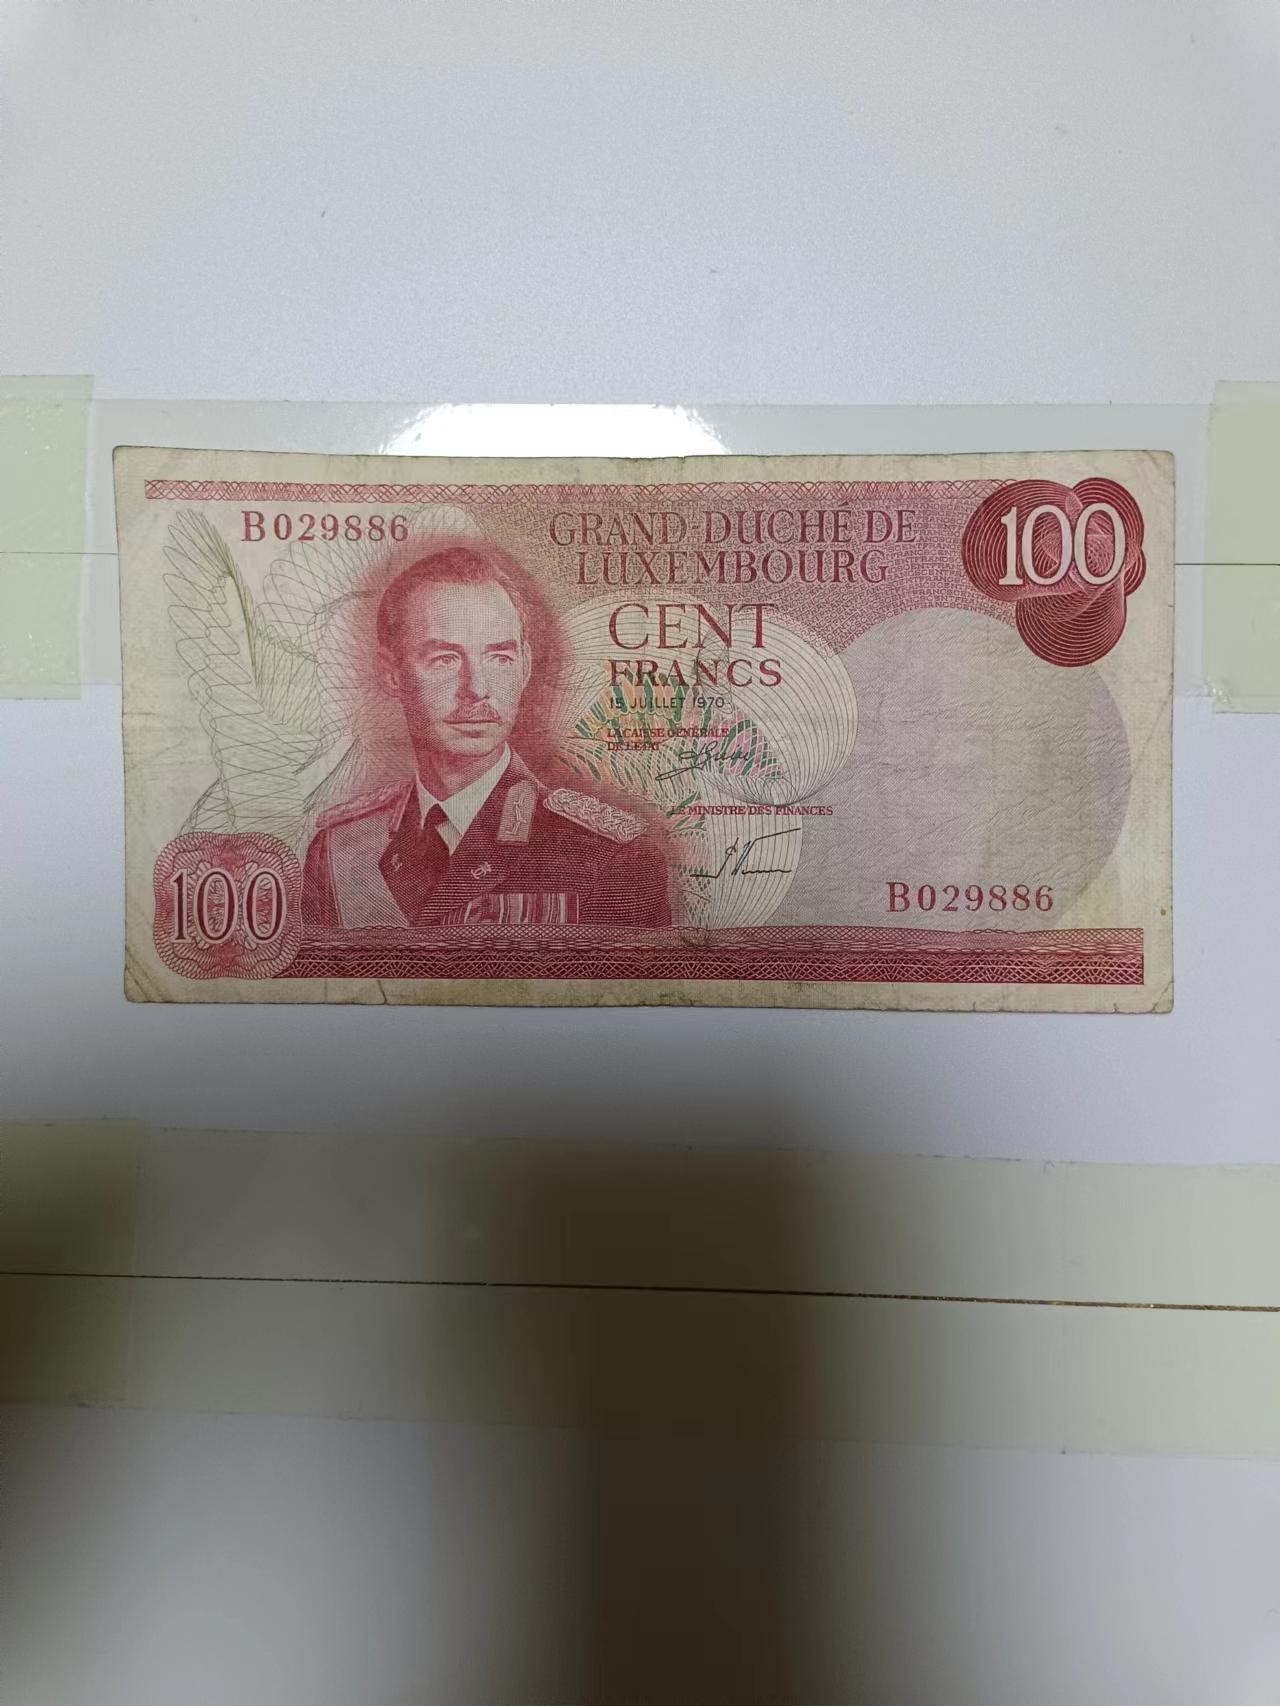 B029886
GRAND-DUCHÉ DE
LUXEMBOURG
100
CENT
FRANCS
15 JUILLET 1970
LA CAISSE GÉNÉRALE
DE L'ETAT
LE MINISTRE DES FINANCES
100
B029886